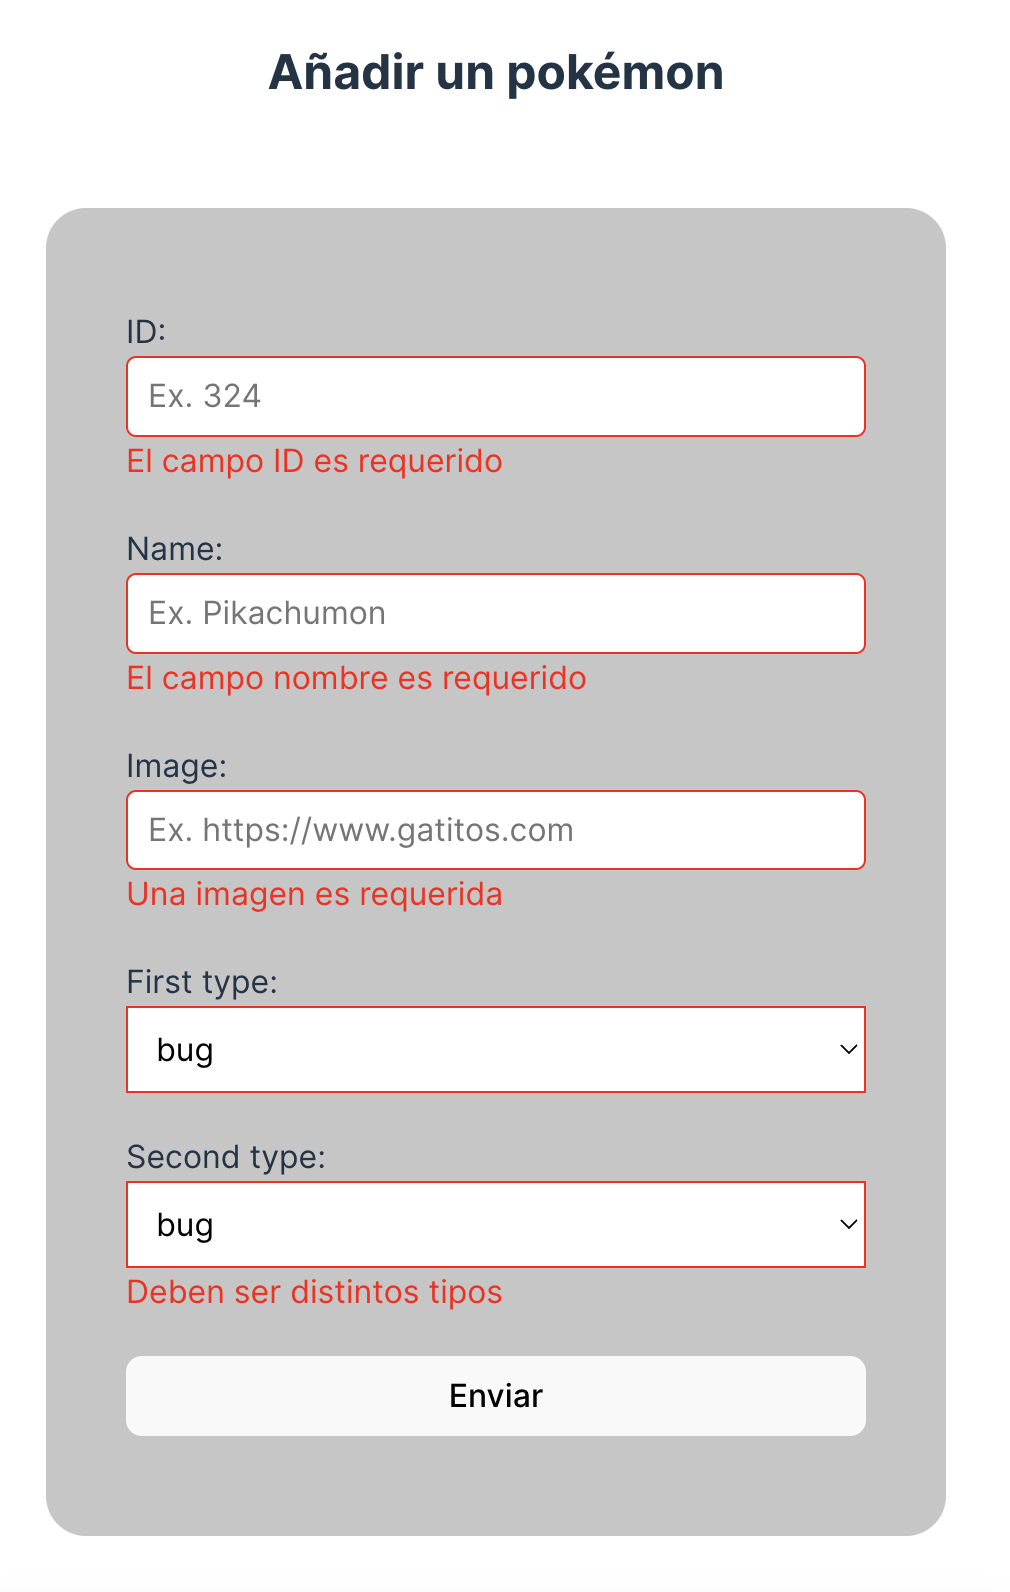 Añadir un pokémon
ID:
Ex. 324
El campo ID es requerido
Name:
Ex. Pikachumon
El campo nombre es requerido
Image:
Ex. https://www.gatitos.com
Una imagen es requerida
First type:
bug
Second type:
bug
Deben ser distintos tipos
Enviar